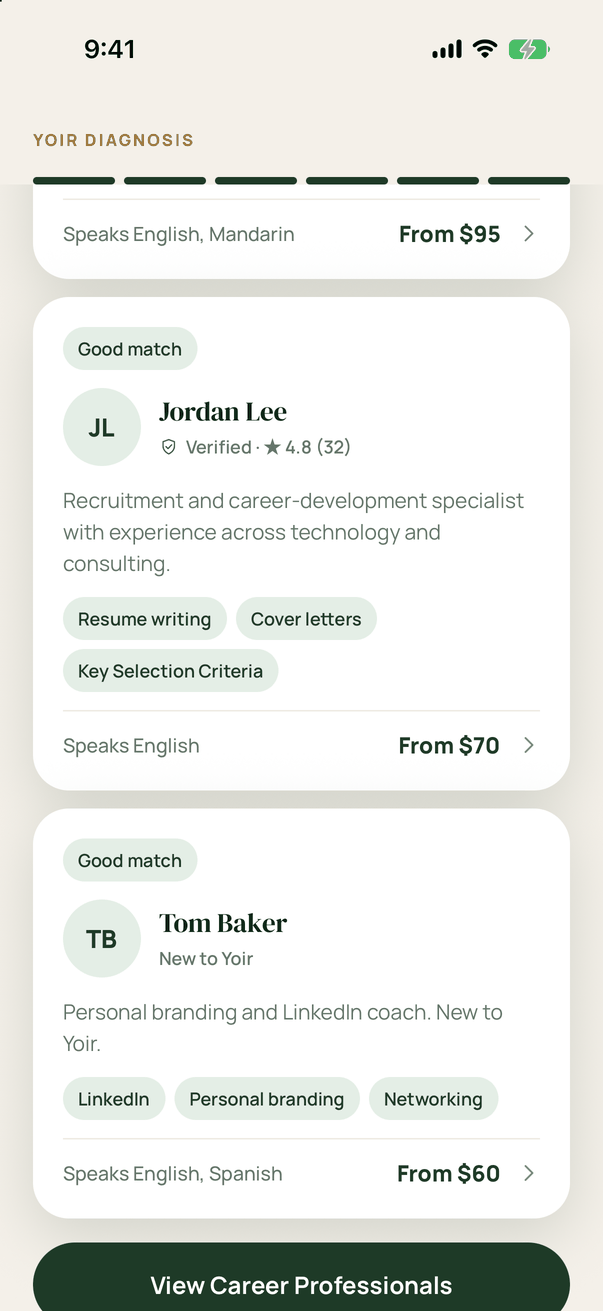 9:41
YOIR DIAGNOSIS
Speaks English, Mandarin From $95
Good match
JL
Jordan Lee
Verified · ★ 4.8 (32)
Recruitment and career-development specialist
with experience across technology and
consulting.
Resume writing Cover letters
Key Selection Criteria
Speaks English From $70
Good match
TB
Tom Baker
New to Yoir
Personal branding and LinkedIn coach. New to
Yoir.
LinkedIn Personal branding Networking
Speaks English, Spanish From $60
View Career Professionals